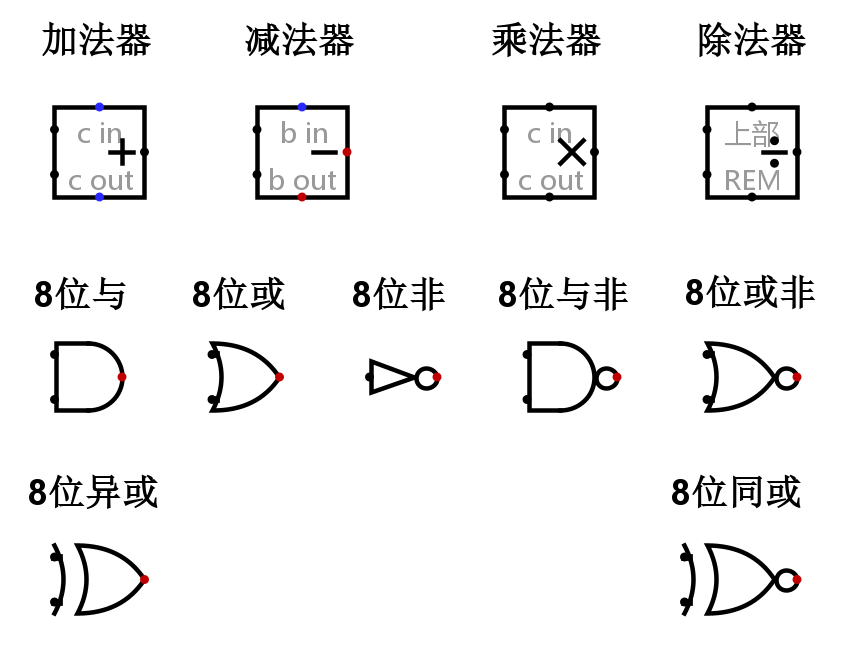 加法器 减法器 乘法器 除法器
c in b in c in 上部
+ − × ÷
c out b out c out REM
8位与 8位或 8位非 8位与非 8位或非
8位异或 8位同或